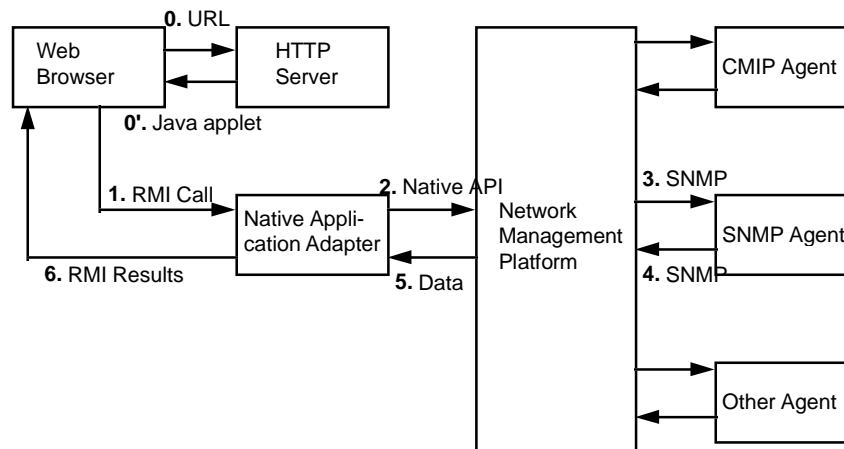 0. URL
Web
Browser
HTTP
Server
0'. Java applet
CMIP Agent
1. RMI Call
2. Native API
3. SNMP
Native Appli-
cation Adapter
Network
Management
Platform
SNMP Agent
6. RMI Results
5. Data
4. SNMP
Other Agent